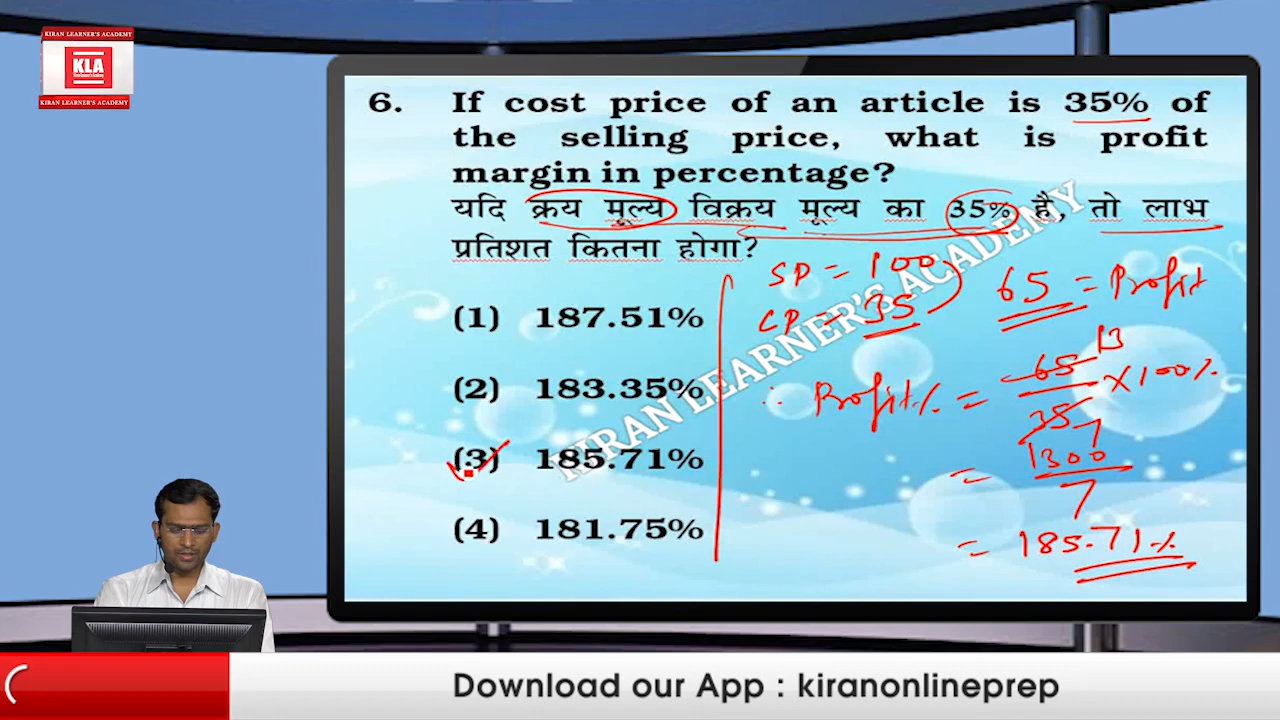 KIRAN LEARNER'S ACADEMY
KLA
KIRAN LEARNER'S ACADEMY
6. If cost price of an article is 35% of
the selling price, what is profit
margin in percentage?
यदि क्रय मूल्य विक्रय मूल्य का 35% है, तो लाभ
प्रतिशत कितना होगा?
(1) 187.51%
(2) 183.35%
(3) 185.71%
(4) 181.75%
SP = 100
CP = 35
65 = Profit
∴ Profit% = 65/35 × 100%
13
7
= 1300/7
= 185.71%
KIRAN LEARNER'S ACADEMY
Download our App : kiranonlineprep